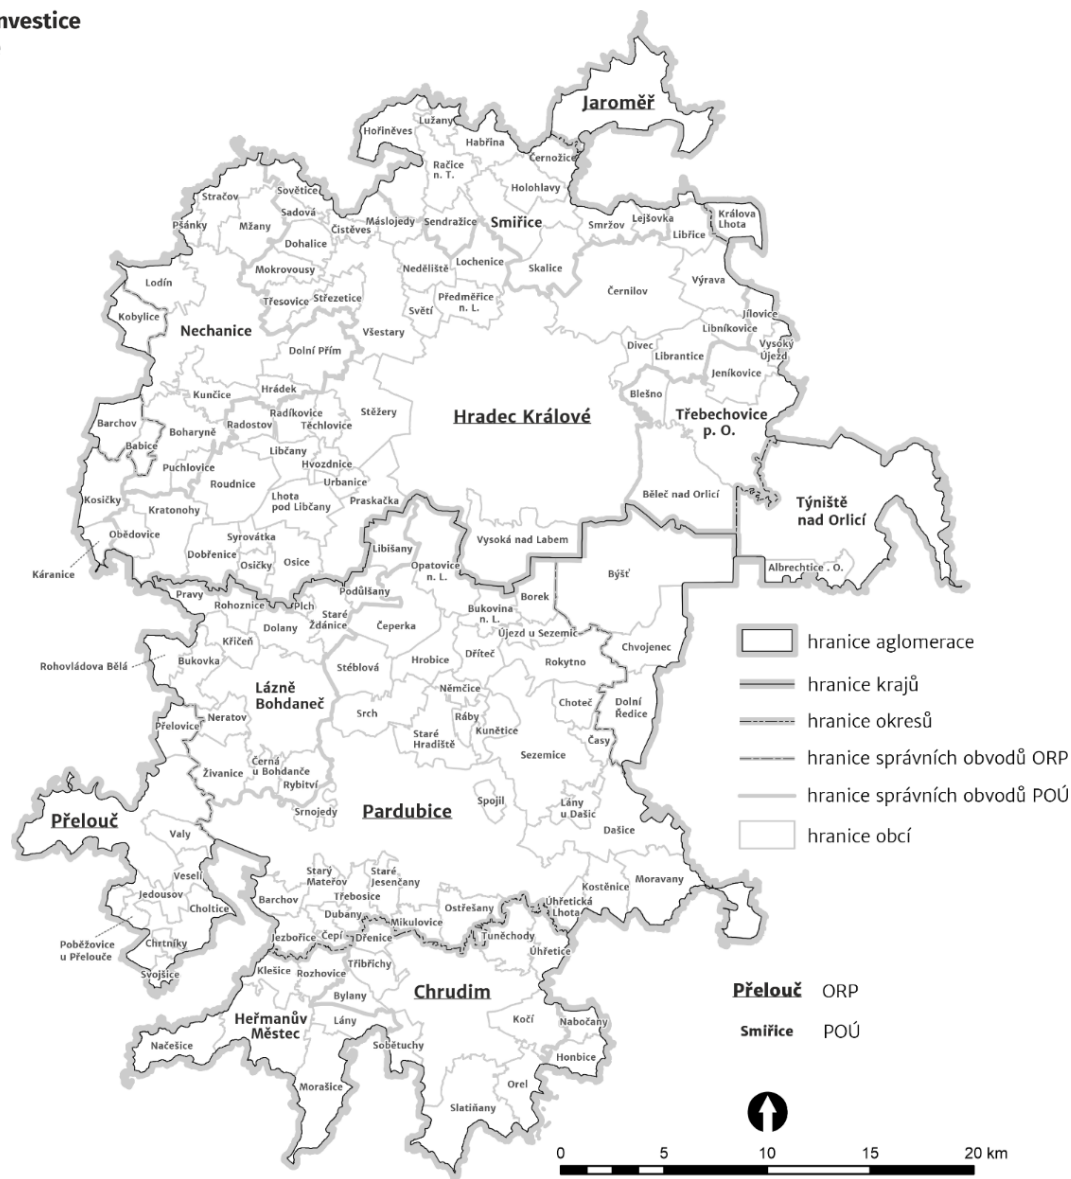 nvestice
Jaroměř
Lužany
Hořiněves
Habřina
Černožice
Račice
n. T.
Holohlavy
Sovětice
Stračov
Sadová
Pšánky
Mžany
Čistěves
Máslojedy
Sendražice
Smiřice
Smržov
Lejšovka
Králova
Lhota
Libřice
Dohalice
Mokrovousy
Neděliště
Lochenice
Skalice
Lodín
Třesovice
Střezetice
Světí
Předměřice
n. L.
Černilov
Výrava
Kobylice
Nechanice
Všestary
Jílovice
Libníkovice
Vysoký
Újezd
Divec
Librantice
Dolní Přím
Jeníkovice
Hrádek
Kunčice
Blešno
Radíkovice
Stěžery
Hradec Králové
Třebechovice
p. O.
Barchov
Radostov
Těchlovice
Boharyně
Babice
Libčany
Puchlovice
Hvozdnice
Roudnice
Urbanice
Kosičky
Lhota
pod Libčany
Praskačka
Běleč nad Orlicí
Týniště
nad Orlicí
Kratonohy
Obědovice
Syrovátka
Vysoká nad Labem
Libišany
Dobřenice
Osičky
Osice
Opatovice
n. L.
Albrechtice . O.
Káranice
Býšť
Pravy
Rohoznice
Plch
Podůlšany
Borek
Bukovina
n. L.
Staré
Ždánice
Dolany
Čeperka
Újezd u Sezemic
Křičeň
Chvojenec
hranice aglomerace
Rohovládova Bělá
Bukovka
Stéblová
Hrobice
Dříteč
Rokytno
hranice krajů
Lázně
Bohdaneč
Němčice
Choteč
Dolní
Ředice
Neratov
Srch
Ráby
Přelovice
Kunětice
hranice okresů
Staré
Hradiště
Časy
Sezemice
hranice správních obvodů ORP
Živanice
Černá
u Bohdanče
Rybitví
hranice správních obvodů POÚ
Srnojedy
Pardubice
Spojil
Lány
u Dašic
Přelouč
Valy
Dašice
hranice obcí
Veselí
Starý
Mateřov
Staré
Jesenčany
Moravany
Jedousov
Třebosice
Kostěnice
Choltice
Barchov
Úhřetická
Lhota
Dubany
Ostřešany
Mikulovice
Poběžovice
u Přelouče
Chrtníky
Jezbořice
Čepí
Dřenice
Tuněchody
Úhřetice
Svojšice
Klešice
Rozhovice
Třibřichy
Přelouč ORP
Bylany
Chrudim
Heřmanův
Městec
Lány
Kočí
Nabočany
Smiřice POÚ
Načešice
Sobětuchy
Honbice
Morašice
Orel
Slatiňany
0 5 10 15 20 km